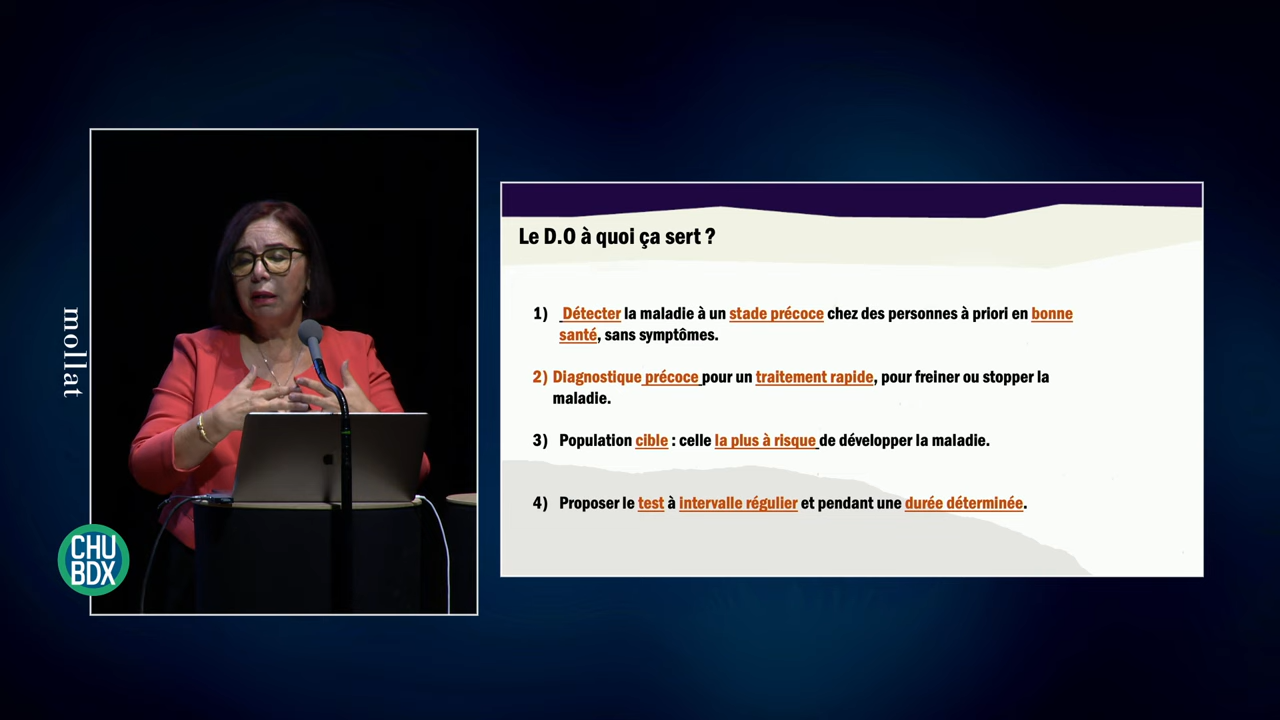 mollat
CHU
BDX
Le D.O à quoi ça sert ?
1) Détecter la maladie à un stade précoce chez des personnes à priori en bonne
santé, sans symptômes.
2) Diagnostique précoce pour un traitement rapide, pour freiner ou stopper la
maladie.
3) Population cible : celle la plus à risque de développer la maladie.
4) Proposer le test à intervalle régulier et pendant une durée déterminée.